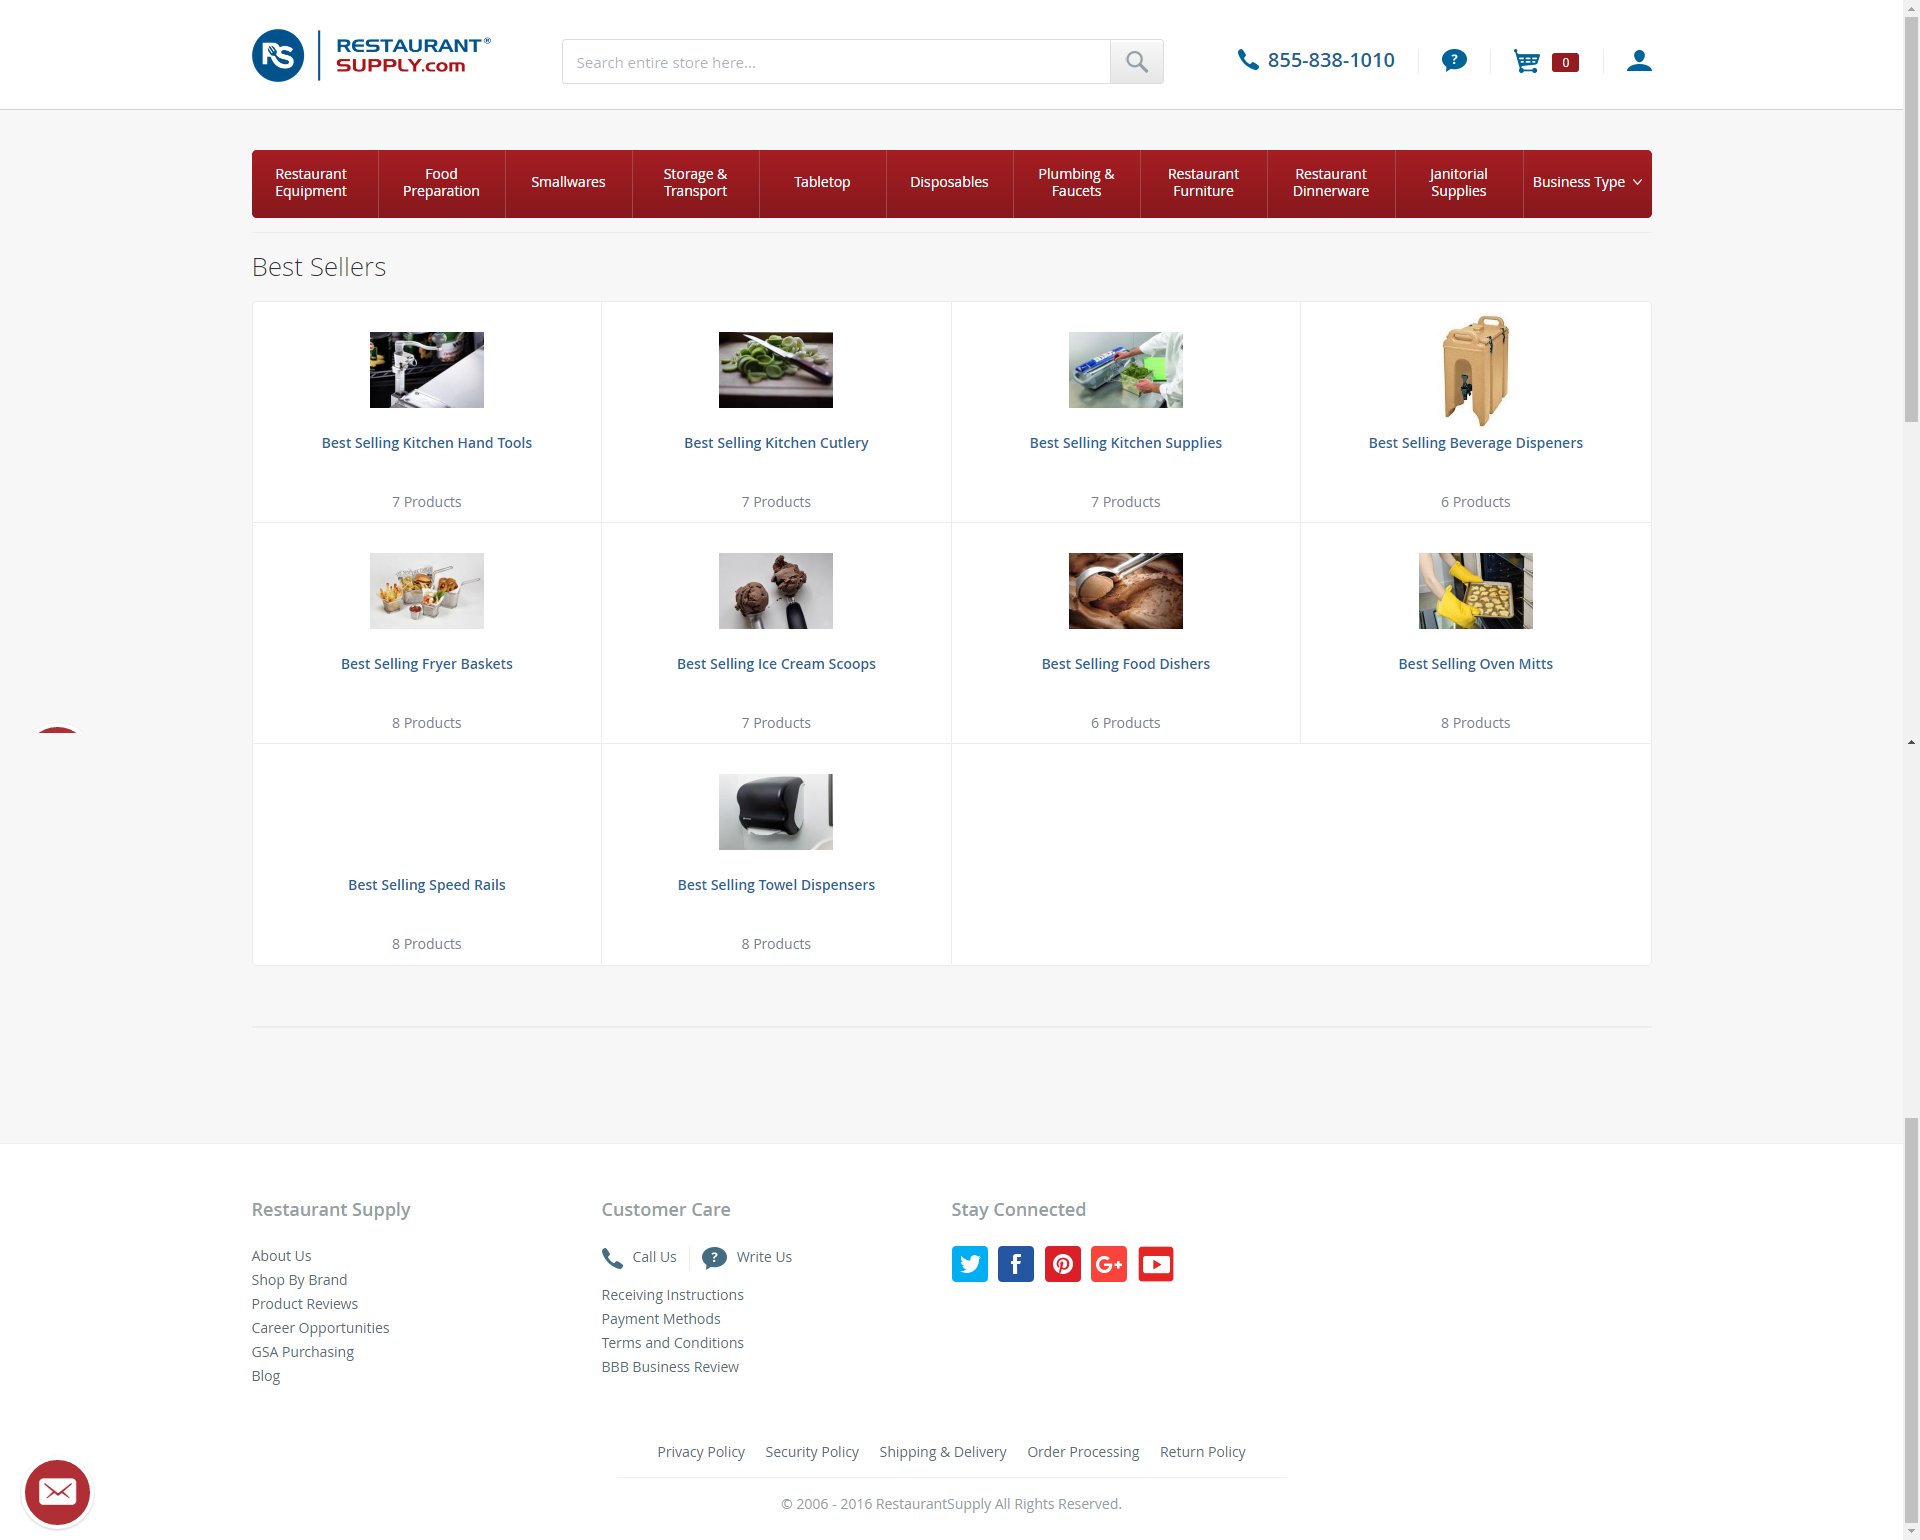 RS
RESTAURANT®
SUPPLY.com
Search entire store here...
855-838-1010
?
0
Restaurant
Equipment
Food
Preparation
Smallwares
Storage &
Transport
Tabletop
Disposables
Plumbing &
Faucets
Restaurant
Furniture
Restaurant
Dinnerware
Janitorial
Supplies
Business Type
Best Sellers
Best Selling Kitchen Hand Tools
Best Selling Kitchen Cutlery
Best Selling Kitchen Supplies
Best Selling Beverage Dispeners
7 Products
7 Products
7 Products
6 Products
Best Selling Fryer Baskets
Best Selling Ice Cream Scoops
Best Selling Food Dishers
Best Selling Oven Mitts
8 Products
7 Products
6 Products
8 Products
Best Selling Speed Rails
Best Selling Towel Dispensers
8 Products
8 Products
Restaurant Supply
About Us
Shop By Brand
Product Reviews
Career Opportunities
GSA Purchasing
Blog
Customer Care
Call Us
? Write Us
Receiving Instructions
Payment Methods
Terms and Conditions
BBB Business Review
Stay Connected
f
G+
Privacy Policy Security Policy Shipping & Delivery Order Processing Return Policy
© 2006 - 2016 RestaurantSupply All Rights Reserved.